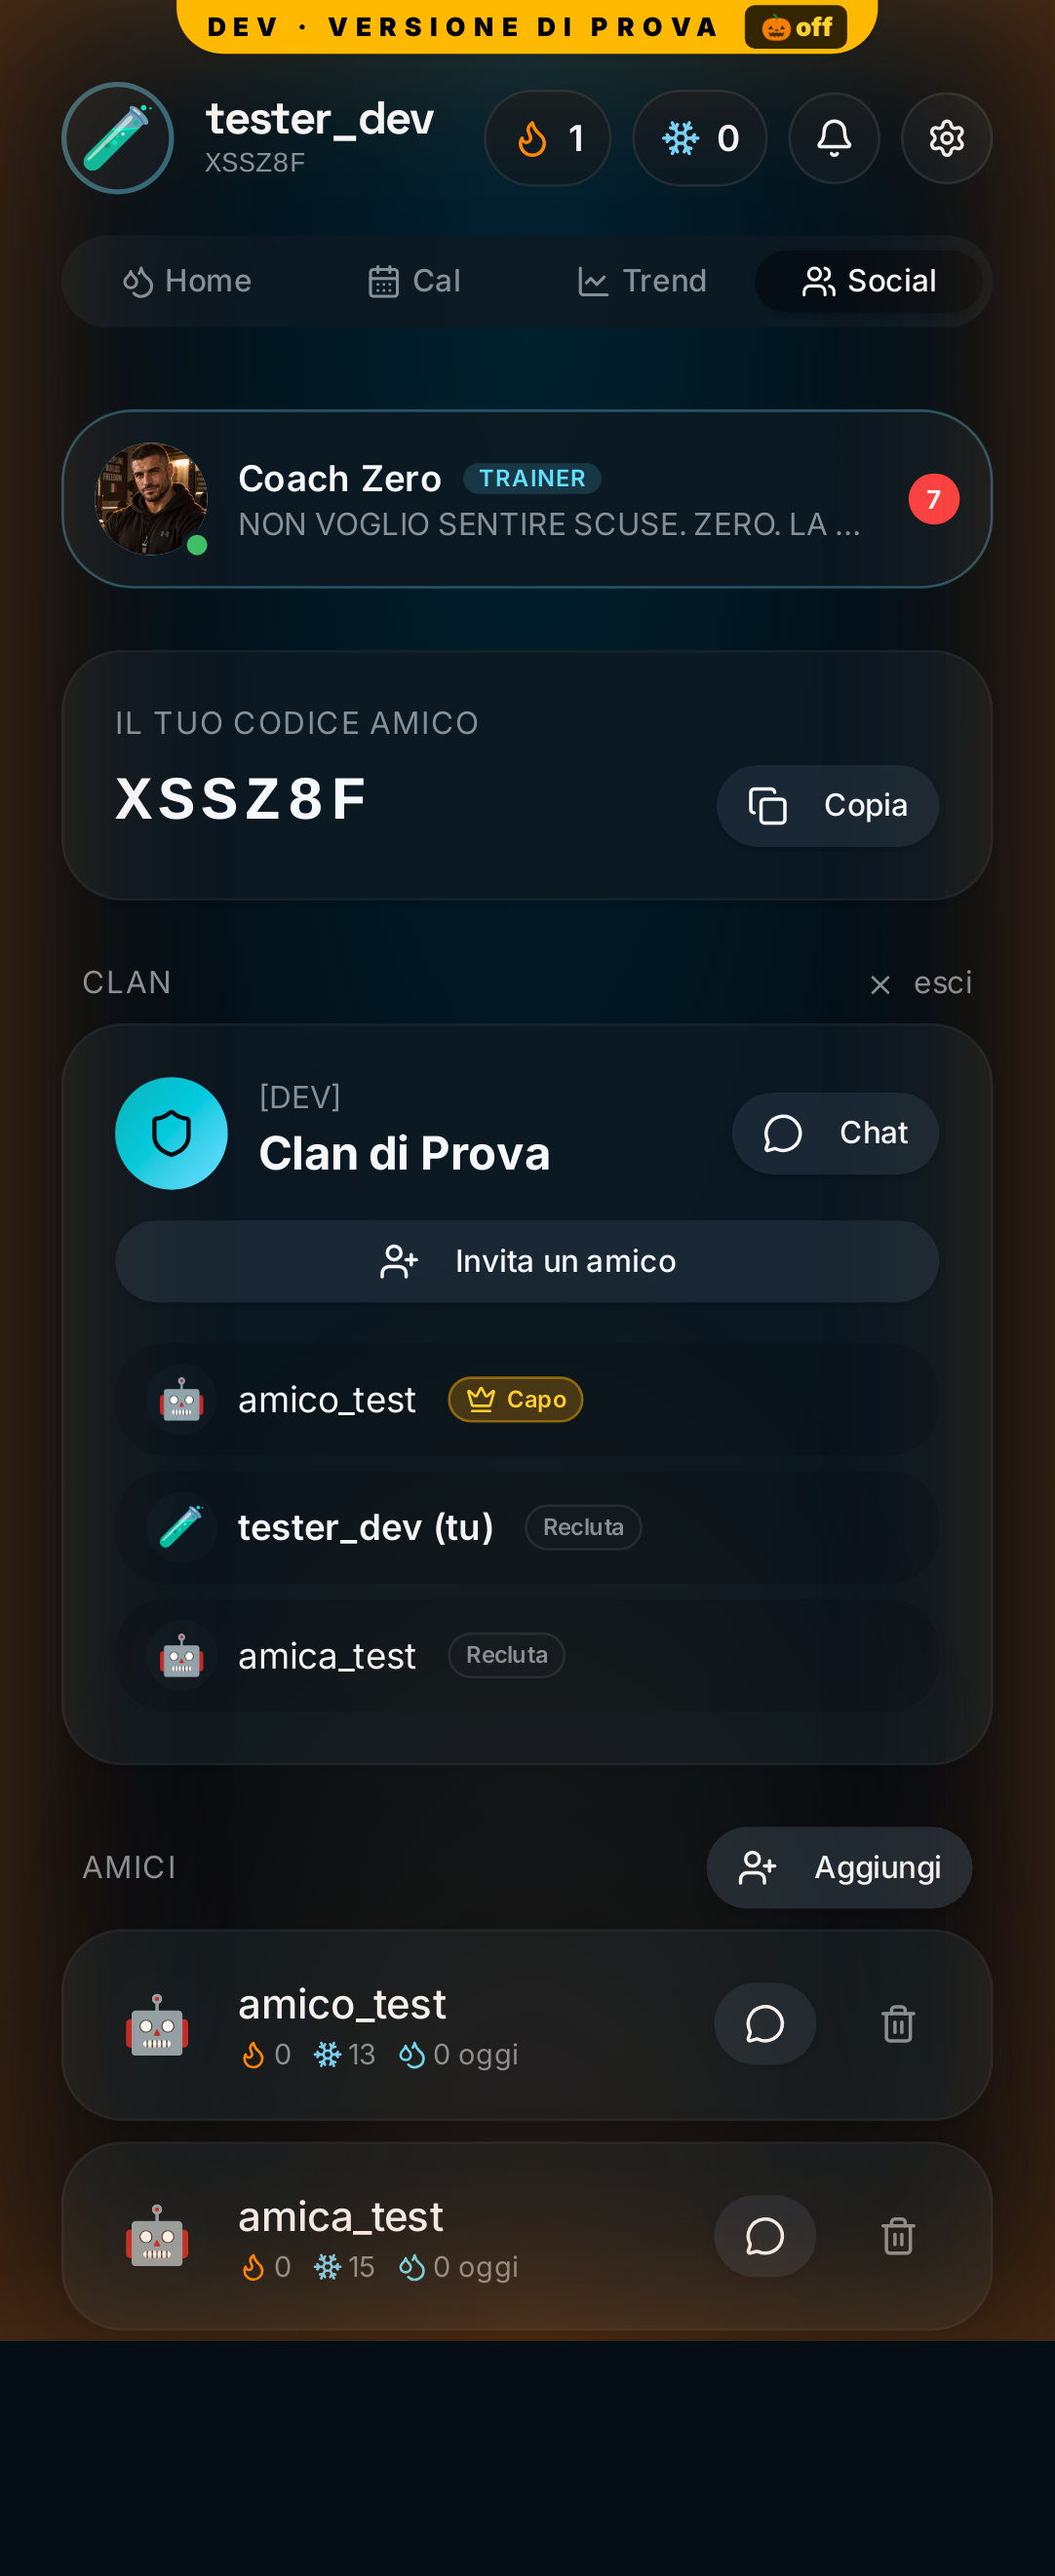 DEV · VERSIONE DI PROVA 🎃off
tester_dev
XSSZ8F
1
0
Home Cal Trend Social
Coach Zero TRAINER
NON VOGLIO SENTIRE SCUSE. ZERO. LA ...
7
IL TUO CODICE AMICO
XSSZ8F
Copia
CLAN
esci
[DEV]
Clan di Prova
Chat
Invita un amico
amico_test Capo
tester_dev (tu) Recluta
amica_test Recluta
AMICI
Aggiungi
amico_test
0 13 0 oggi
amica_test
0 15 0 oggi